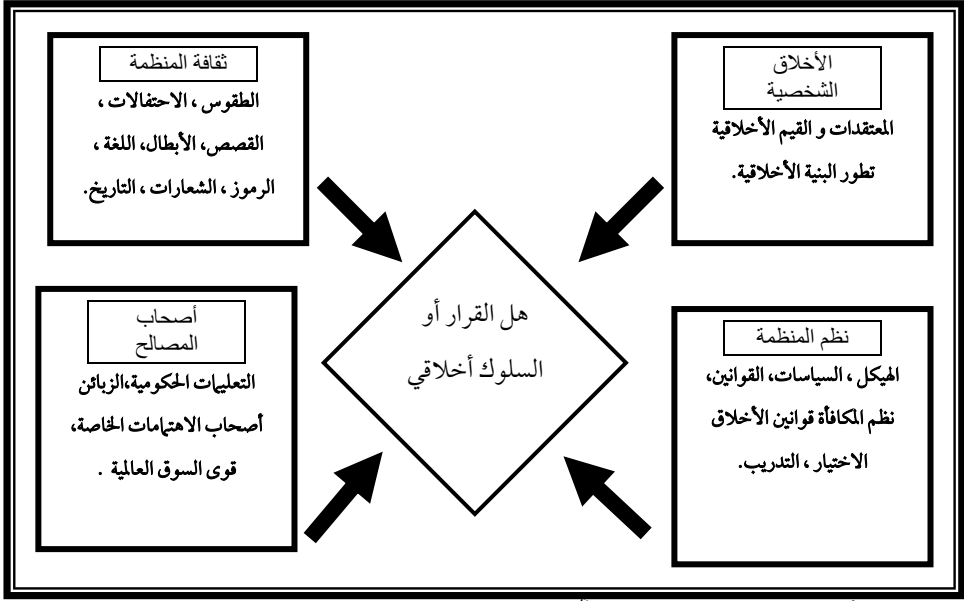 الأخلاق
الشخصية
المعتقدات و القيم الأخلاقية
تطور البنية الأخلاقية.
ثقافة المنظمة
الطقوس ، الاحتفالات ،
القصص، الأبطال، اللغة ،
الرموز ، الشعارات ، التاريخ.
هل القرار أو
السلوك أخلاقي
نظم المنظمة
الهيكل ، السياسات، القوانين،
نظم المكافأة قوانين الأخلاق
الاختيار ، التدريب.
أصحاب
المصالح
التعليمات الحكومية،الزبائن
أصحاب الاهتمامات الخاصة،
قوى السوق العالمية .